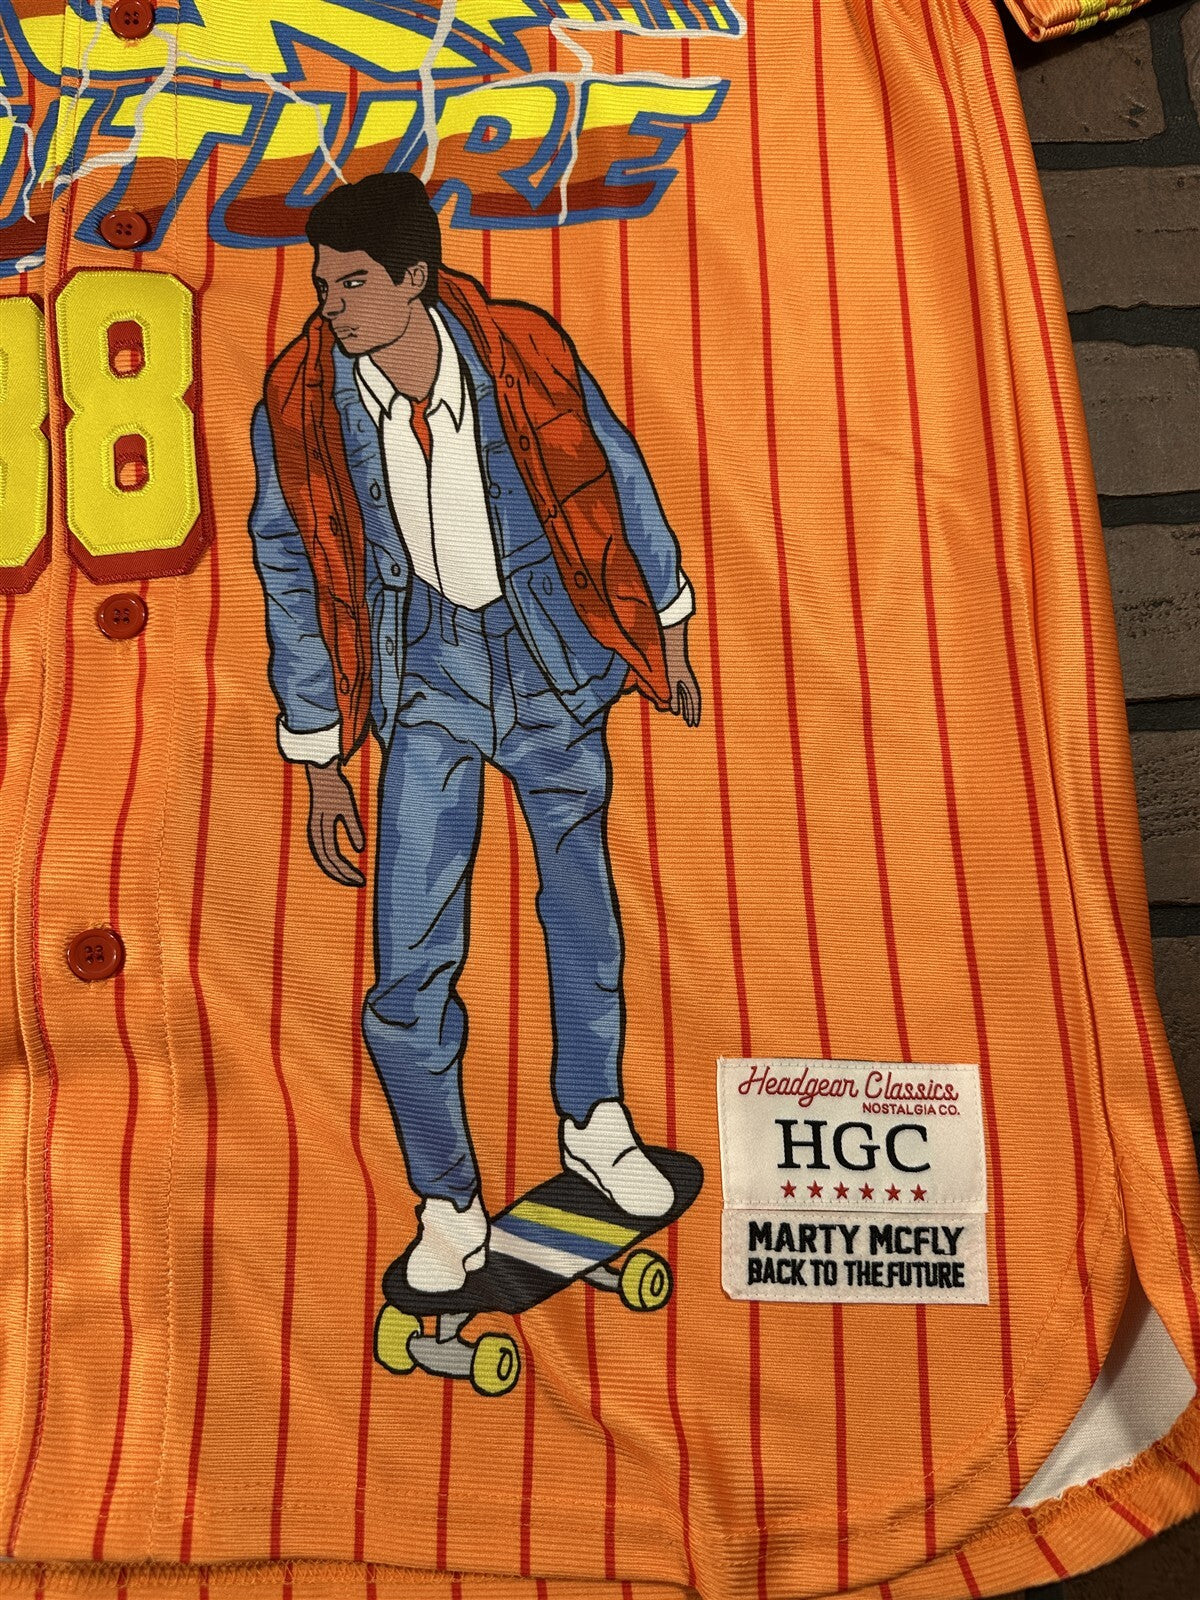 UTURE
88
Headgear Classics
NOSTALGIA CO.
HGC
MARTY MCFLY
BACK TO THE FUTURE